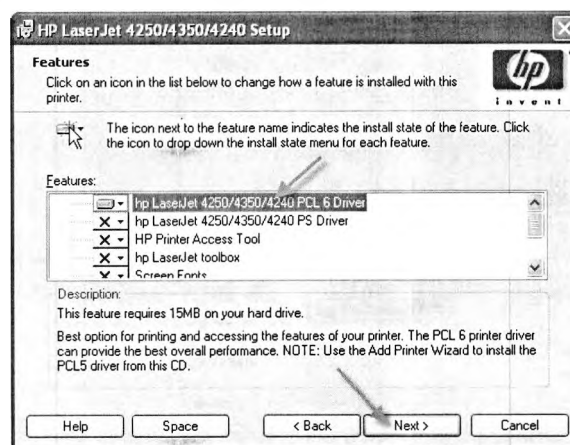 HP LaserJet 4250/4350/4240 Setup
Features
Click on an icon in the list below to change how a feature is installed with this
printer.
hp
invent
The icon next to the feature name indicates the install state of the feature. Click
the icon to drop down the install state menu for each feature.
Features:
hp LaserJet 4250/4350/4240 PCL 6 Driver
hp LaserJet 4250/4350/4240 PS Driver
HP Printer Access Tool
hp LaserJet toolbox
Screen Fonts
Description:
This feature requires 15MB on your hard drive.
Best option for printing and accessing the features of your printer. The PCL 6 printer driver
can provide the best overall performance. NOTE: Use the Add Printer Wizard to install the
PCL5 driver from this CD.
Help
Space
< Back
Next >
Cancel